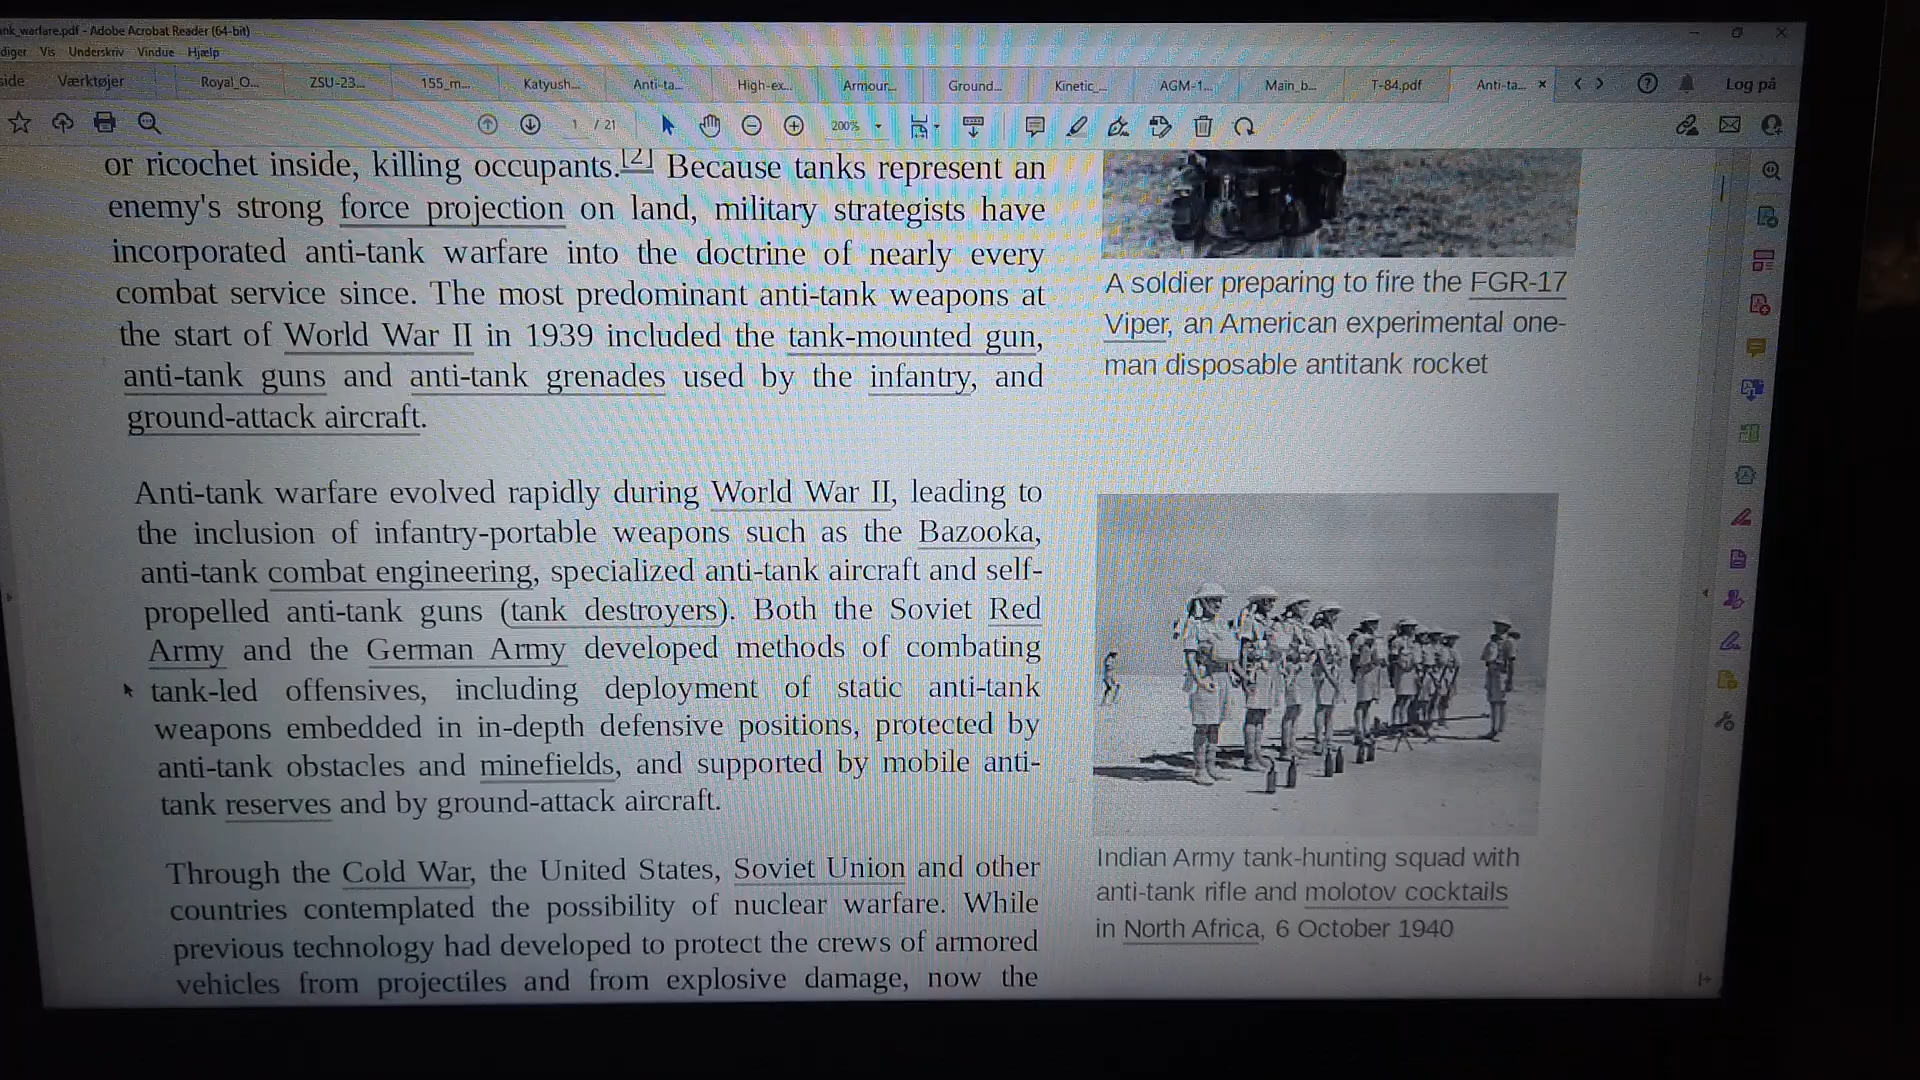 ank_warfare.pdf - Adobe Acrobat Reader (64-bit)
diger Vis Underskriv Vindue Hjælp
side Værktøjer Royal_O... ZSU-23... 155_m... Katyush... Anti-ta... High-ex... Armour... Ground... Kinetic_... AGM-1... Main_b... T-84.pdf Anti-ta... Log på
1 / 21 200%
or ricochet inside, killing occupants.[2] Because tanks represent an
enemy's strong force projection on land, military strategists have
incorporated anti-tank warfare into the doctrine of nearly every
combat service since. The most predominant anti-tank weapons at
the start of World War II in 1939 included the tank-mounted gun,
anti-tank guns and anti-tank grenades used by the infantry, and
ground-attack aircraft.
Anti-tank warfare evolved rapidly during World War II, leading to
the inclusion of infantry-portable weapons such as the Bazooka,
anti-tank combat engineering, specialized anti-tank aircraft and self-
propelled anti-tank guns (tank destroyers). Both the Soviet Red
Army and the German Army developed methods of combating
tank-led offensives, including deployment of static anti-tank
weapons embedded in in-depth defensive positions, protected by
anti-tank obstacles and minefields, and supported by mobile anti-
tank reserves and by ground-attack aircraft.
Through the Cold War, the United States, Soviet Union and other
countries contemplated the possibility of nuclear warfare. While
previous technology had developed to protect the crews of armored
vehicles from projectiles and from explosive damage, now the
A soldier preparing to fire the FGR-17
Viper, an American experimental one-
man disposable antitank rocket
Indian Army tank-hunting squad with
anti-tank rifle and molotov cocktails
in North Africa, 6 October 1940